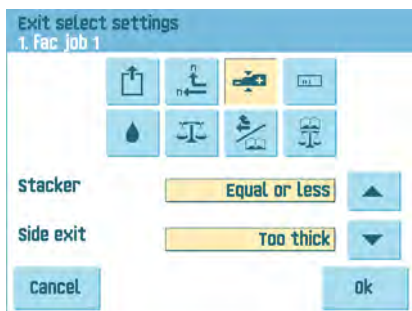 Exit select settings
1. Fac job 1
n
n
Stacker
Equal or less
Side exit
Too thick
Cancel
Ok